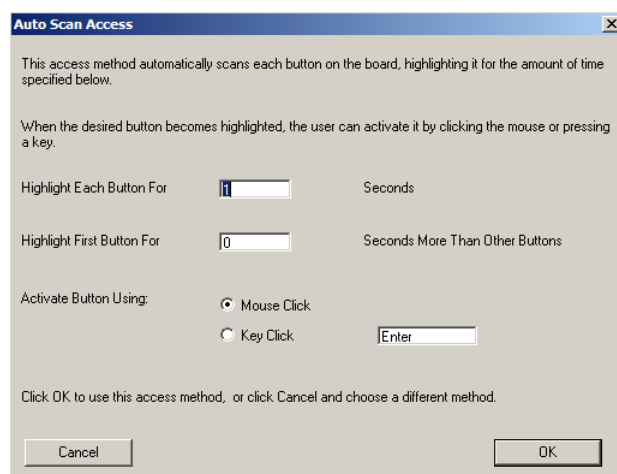 Auto Scan Access
This access method automatically scans each button on the board, highlighting it for the amount of time
specified below.
When the desired button becomes highlighted, the user can activate it by clicking the mouse or pressing
a key.
Highlight Each Button For 1 Seconds
Highlight First Button For 0 Seconds More Than Other Buttons
Activate Button Using: Mouse Click
Key Click Enter
Click OK to use this access method, or click Cancel and choose a different method.
Cancel OK